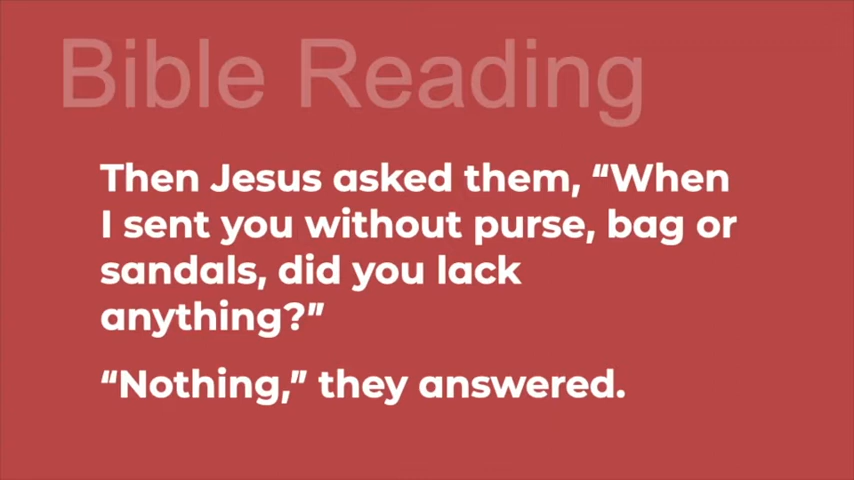 Bible Reading
Then Jesus asked them, “When
I sent you without purse, bag or
sandals, did you lack
anything?”
“Nothing,” they answered.